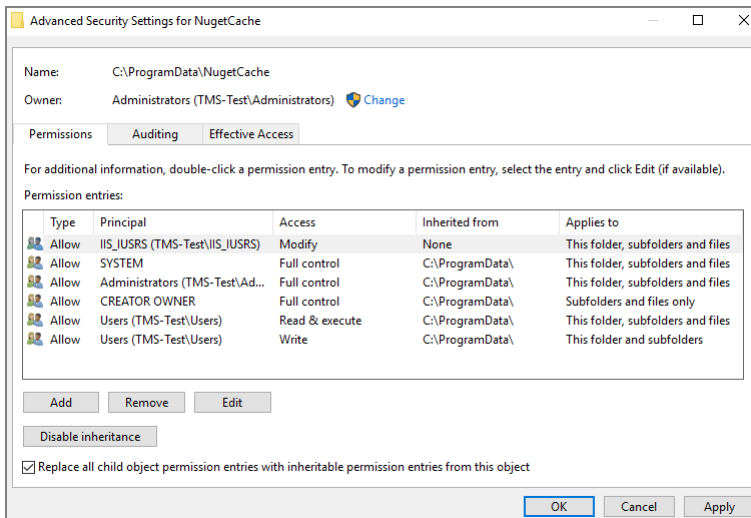 Advanced Security Settings for NugetCache
Name: C:\ProgramData\NugetCache
Owner: Administrators (TMS-Test\Administrators) Change
Permissions Auditing Effective Access
For additional information, double-click a permission entry. To modify a permission entry, select the entry and click Edit (if available).
Permission entries:
Type Principal Access Inherited from Applies to
Allow IIS_IUSRS (TMS-Test\IIS_IUSRS) Modify None This folder, subfolders and files
Allow SYSTEM Full control C:\ProgramData\ This folder, subfolders and files
Allow Administrators (TMS-Test\Ad... Full control C:\ProgramData\ This folder, subfolders and files
Allow CREATOR OWNER Full control C:\ProgramData\ Subfolders and files only
Allow Users (TMS-Test\Users) Read & execute C:\ProgramData\ This folder, subfolders and files
Allow Users (TMS-Test\Users) Write C:\ProgramData\ This folder and subfolders
Add Remove Edit
Disable inheritance
Replace all child object permission entries with inheritable permission entries from this object
OK Cancel Apply